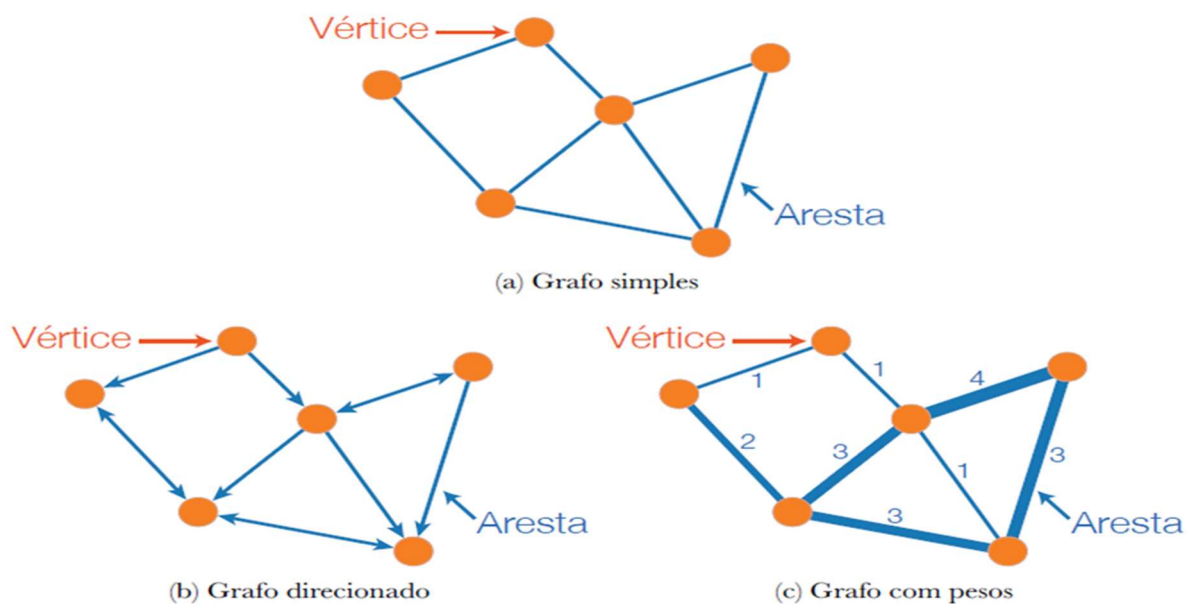 Vértice
Aresta
(a) Grafo simples
Vértice
Aresta
(b) Grafo direcionado
Vértice
1
1
4
2
3
1
3
3
Aresta
(c) Grafo com pesos